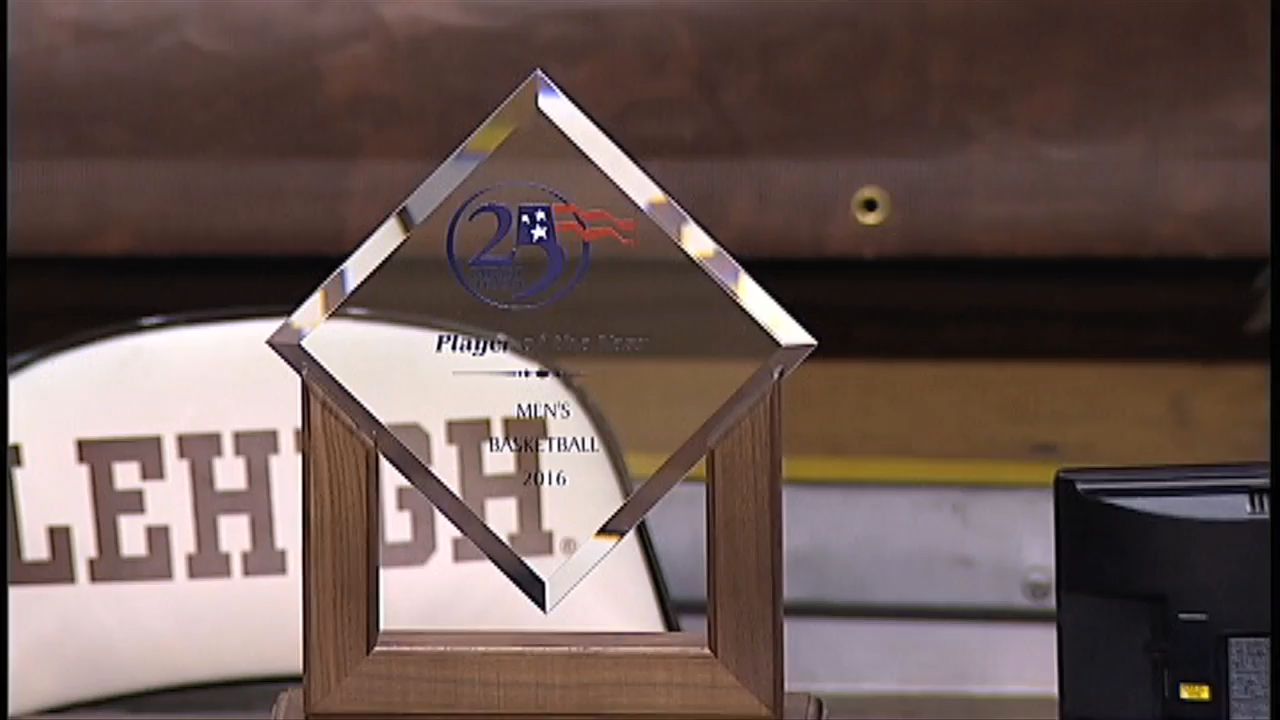 25
Player of the Year
MEN'S
BASKETBALL
2016
LEHIGH®